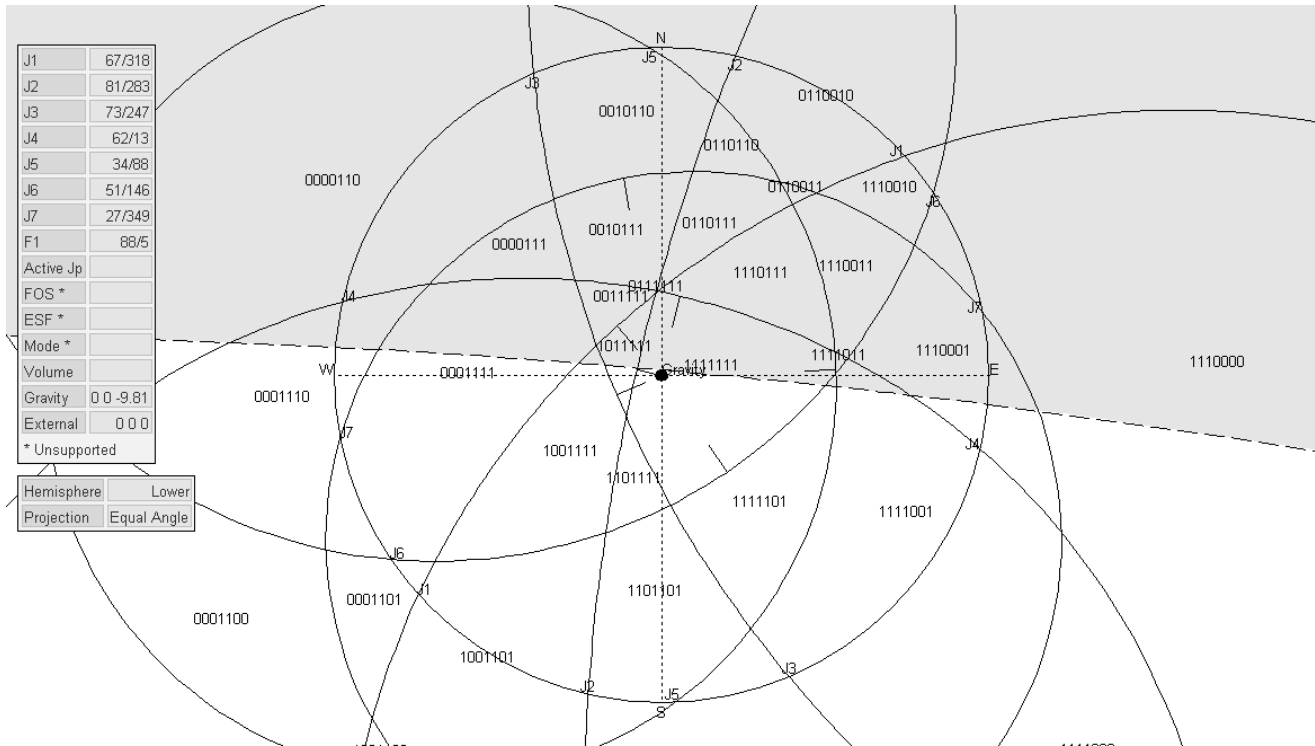 J1 67/318
J2 81/283
J3 73/247
J4 62/13
J5 34/88
J6 51/146
J7 27/349
F1 88/5
Active Jp
FOS *
ESF *
Mode *
Volume
Gravity 0 0 -9.81
External 0 0 0
* Unsupported
Hemisphere Lower
Projection Equal Angle
N
J5
J2
J3
0110010
0010110
0110110
J1
0000110
0110011
1110010
J6
0010111
0110111
0000111
1110111
1110011
0111111
0011111
J4
J7
1011111
1111011
1110001
1110000
W
Gravity
1111111
E
0001111
0001110
J7
J4
1001111
1101111
1111101
1111001
J6
J1
0001101
1101101
0001100
1001101
J3
J2
J5
S
1111000